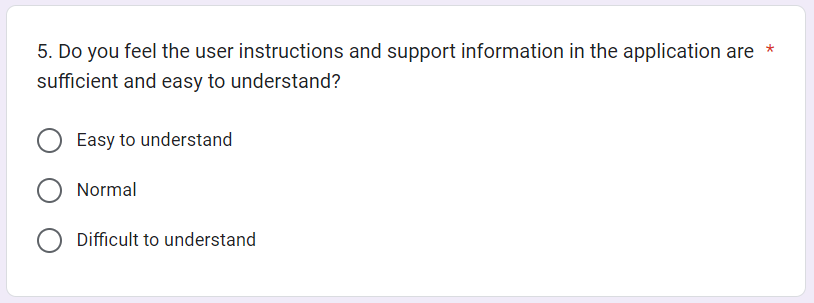 5. Do you feel the user instructions and support information in the application are *
sufficient and easy to understand?
Easy to understand
Normal
Difficult to understand